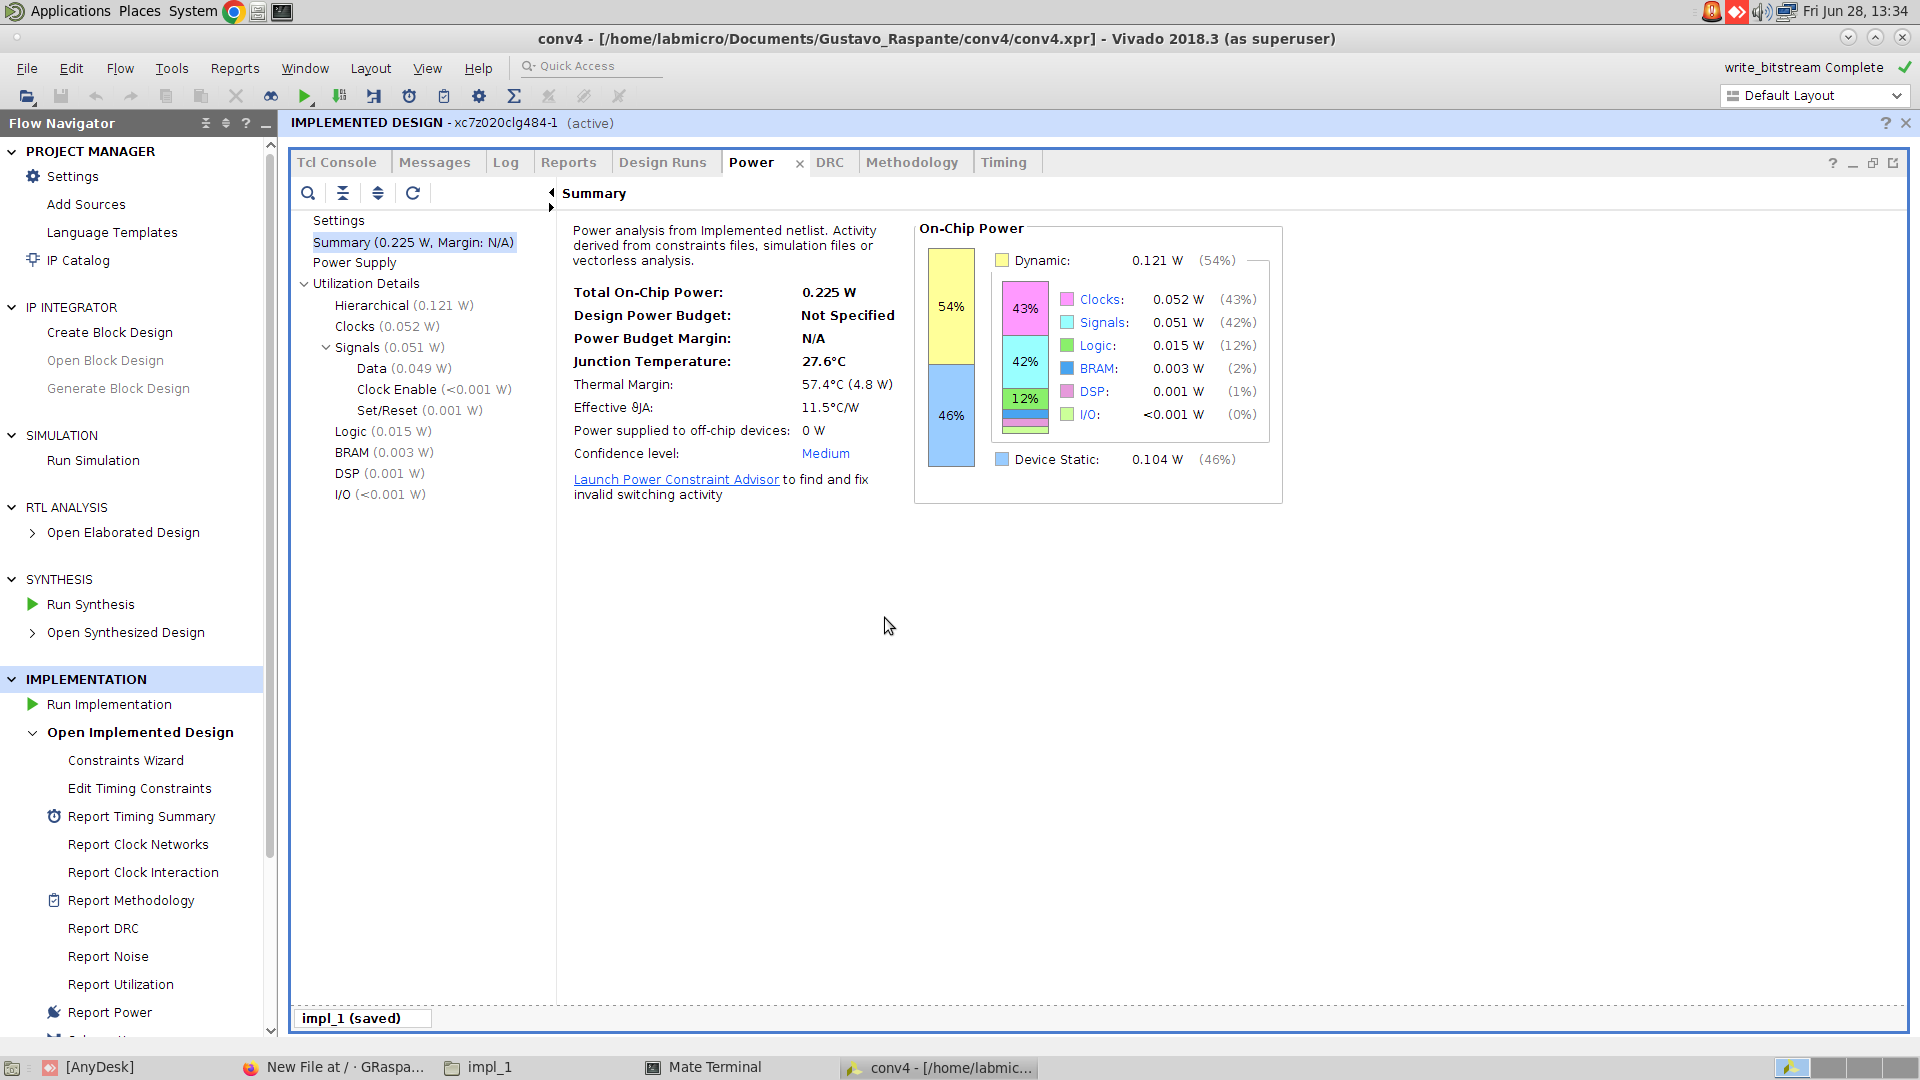 Applications Places System
Fri Jun 28, 13:34
conv4 - [/home/labmicro/Documents/Gustavo_Raspante/conv4/conv4.xpr] - Vivado 2018.3 (as superuser)
File Edit Flow Tools Reports Window Layout View Help
Quick Access
write_bitstream Complete
Default Layout
Flow Navigator
IMPLEMENTED DESIGN - xc7z020clg484-1 (active)
PROJECT MANAGER
Settings
Add Sources
Language Templates
IP Catalog
IP INTEGRATOR
Create Block Design
Open Block Design
Generate Block Design
SIMULATION
Run Simulation
RTL ANALYSIS
Open Elaborated Design
SYNTHESIS
Run Synthesis
Open Synthesized Design
IMPLEMENTATION
Run Implementation
Open Implemented Design
Constraints Wizard
Edit Timing Constraints
Report Timing Summary
Report Clock Networks
Report Clock Interaction
Report Methodology
Report DRC
Report Noise
Report Utilization
Report Power
Tcl Console Messages Log Reports Design Runs Power DRC Methodology Timing
Settings
Summary (0.225 W, Margin: N/A)
Power Supply
Utilization Details
Hierarchical (0.121 W)
Clocks (0.052 W)
Signals (0.051 W)
Data (0.049 W)
Clock Enable (<0.001 W)
Set/Reset (0.001 W)
Logic (0.015 W)
BRAM (0.003 W)
DSP (0.001 W)
I/O (<0.001 W)
Summary
Power analysis from Implemented netlist. Activity
derived from constraints files, simulation files or
vectorless analysis.
Total On-Chip Power: 0.225 W
Design Power Budget: Not Specified
Power Budget Margin: N/A
Junction Temperature: 27.6°C
Thermal Margin: 57.4°C (4.8 W)
Effective ϑJA: 11.5°C/W
Power supplied to off-chip devices: 0 W
Confidence level: Medium
Launch Power Constraint Advisor to find and fix
invalid switching activity
On-Chip Power
54%
46%
Dynamic: 0.121 W (54%)
43%
42%
12%
Clocks: 0.052 W (43%)
Signals: 0.051 W (42%)
Logic: 0.015 W (12%)
BRAM: 0.003 W (2%)
DSP: 0.001 W (1%)
I/O: <0.001 W (0%)
Device Static: 0.104 W (46%)
impl_1 (saved)
[AnyDesk]
New File at / · GRaspa...
impl_1
Mate Terminal
conv4 - [/home/labmic...